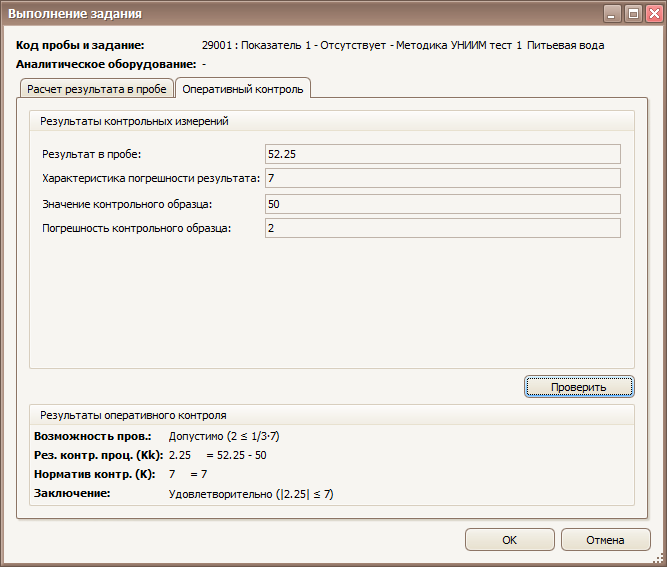 Выполнение задания
Код пробы и задание: 29001 : Показатель 1 - Отсутствует - Методика УНИИМ тест 1 Питьевая вода
Аналитическое оборудование: -
Расчет результата в пробе Оперативный контроль
Результаты контрольных измерений
Результат в пробе: 52.25
Характеристика погрешности результата: 7
Значение контрольного образца: 50
Погрешность контрольного образца: 2
Проверить
Результаты оперативного контроля
Возможность пров.: Допустимо (2 ≤ 1/3·7)
Рез. контр. проц. (Kk): 2.25 = 52.25 - 50
Норматив контр. (K): 7 = 7
Заключение: Удовлетворительно (|2.25| ≤ 7)
OK Отмена